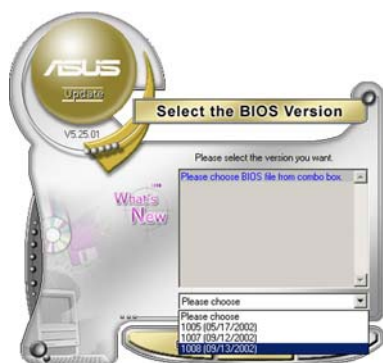 ASUS
Update
V5.25.01
Select the BIOS Version
Please select the version you want.
Please choose BIOS file from combo box.
What's
New
Please choose
Please choose
1005 (05/17/2002)
1007 (09/12/2002)
1008 (09/13/2002)